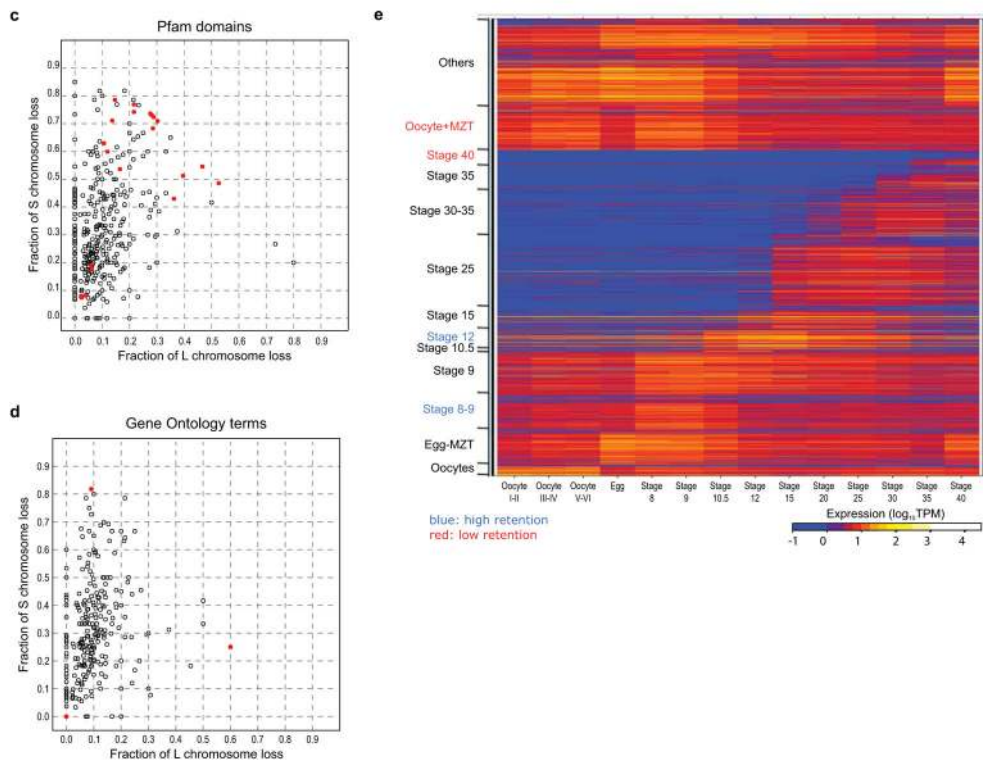 c
Pfam domains
Fraction of S chromosome loss
0.9
0.8
0.7
0.6
0.5
0.4
0.3
0.2
0.1
0.0
0.0 0.1 0.2 0.3 0.4 0.5 0.6 0.7 0.8 0.9
Fraction of L chromosome loss
d
Gene Ontology terms
Fraction of S chromosome loss
0.9
0.8
0.7
0.6
0.5
0.4
0.3
0.2
0.1
0.0
0.0 0.1 0.2 0.3 0.4 0.5 0.6 0.7 0.8 0.9
Fraction of L chromosome loss
e
Others
Oocyte+MZT
Stage 40
Stage 35
Stage 30-35
Stage 25
Stage 15
Stage 12
Stage 10.5
Stage 9
Stage 8-9
Egg-MZT
Oocytes
Oocyte Oocyte Oocyte Egg Stage Stage Stage Stage Stage Stage Stage Stage Stage Stage
I-II III-IV V-VI 8 9 10.5 12 15 20 25 30 35 40
blue: high retention
red: low retention
Expression (log₁₀TPM)
-1 0 1 2 3 4